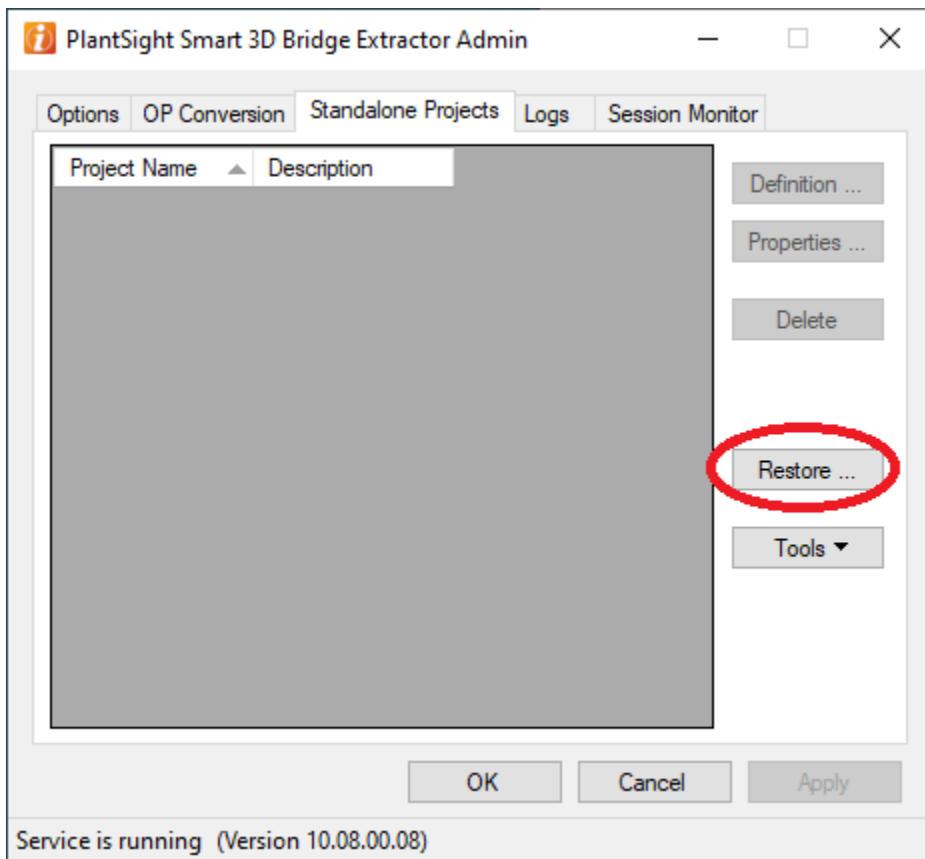 PlantSight Smart 3D Bridge Extractor Admin
Options OP Conversion Standalone Projects Logs Session Monitor
Project Name Description
Definition ...
Properties ...
Delete
Restore ...
Tools
OK Cancel Apply
Service is running (Version 10.08.00.08)